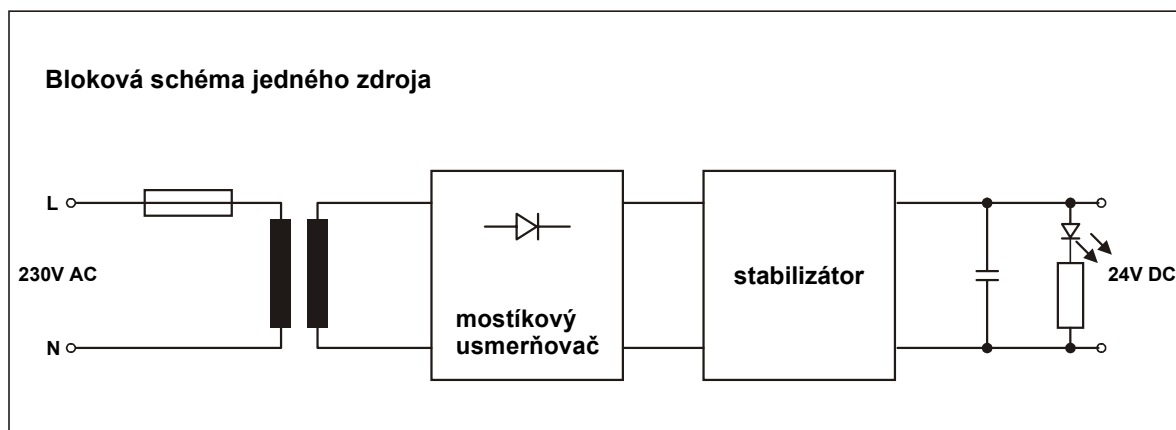 Bloková schéma jedného zdroja
L
230V AC
N
mostíkový
usmerňovač
stabilizátor
24V DC